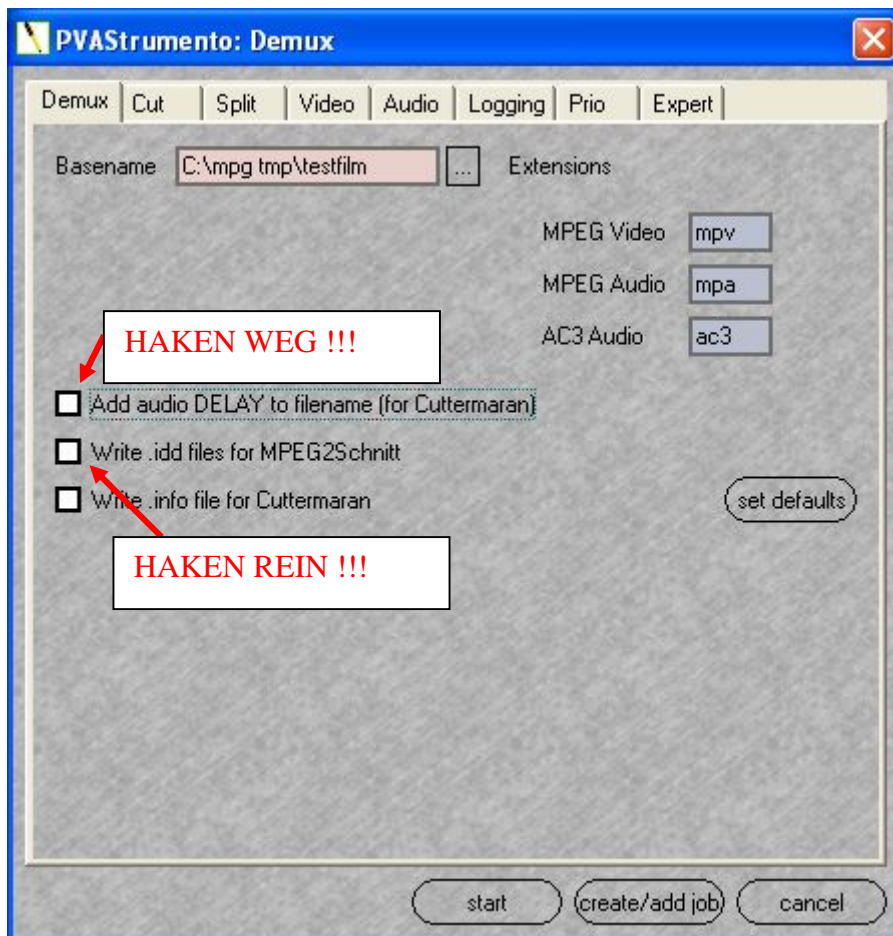 PVAStrumento: Demux
Demux Cut Split Video Audio Logging Prio Expert
Basename C:\mpg tmp\testfilm ... Extensions
MPEG Video mpv
MPEG Audio mpa
AC3 Audio ac3
HAKEN WEG !!!
Add audio DELAY to filename (for Cuttermaran)
Write .idd files for MPEG2Schnitt
Write .info file for Cuttermaran
set defaults
HAKEN REIN !!!
start create/add job cancel